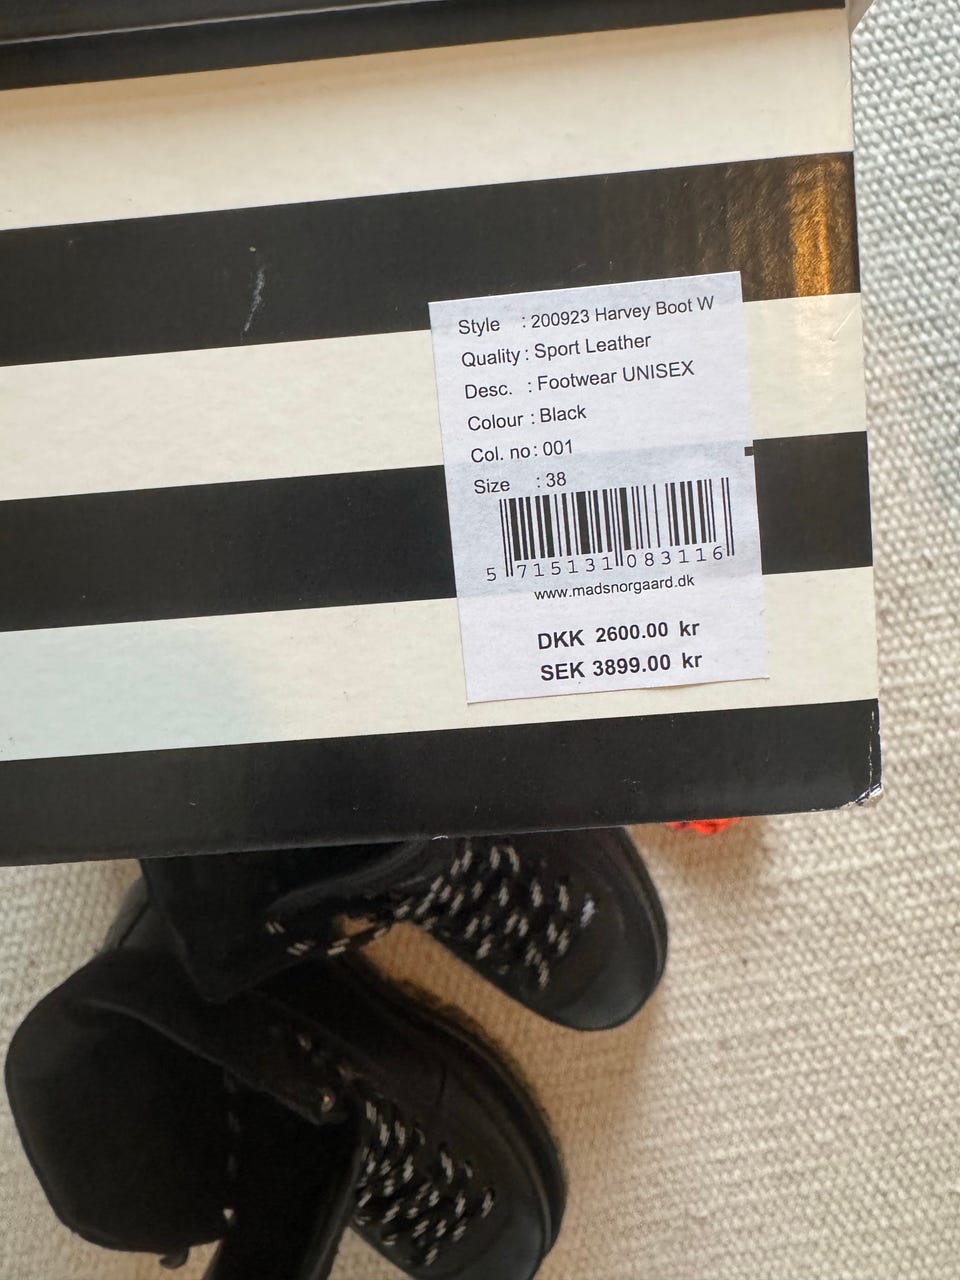 Style : 200923 Harvey Boot W
Quality : Sport Leather
Desc. : Footwear UNISEX
Colour : Black
Col. no : 001
Size : 38
5 715131 083116
www.madsnorgaard.dk
DKK 2600.00 kr
SEK 3899.00 kr